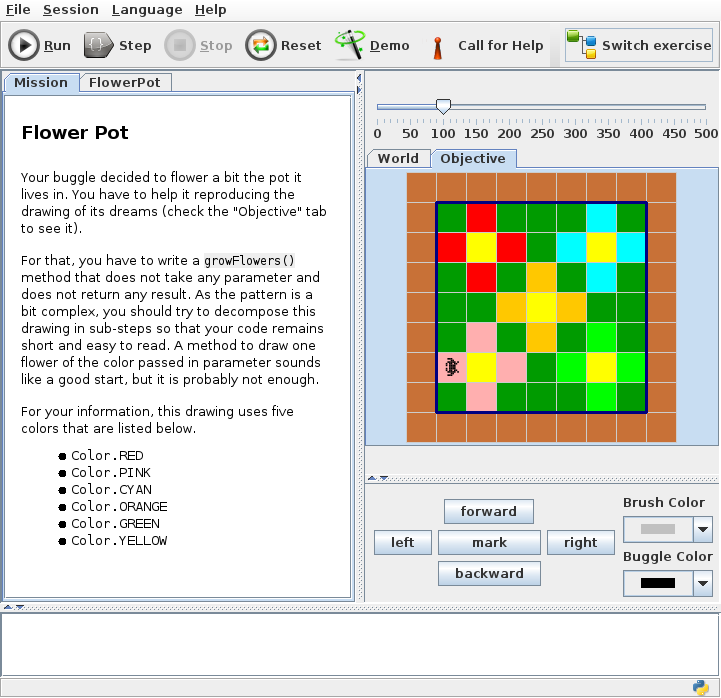 File Session Language Help
Run Step Stop Reset Demo Call for Help Switch exercise
Mission FlowerPot
Flower Pot
Your buggle decided to flower a bit the pot it
lives in. You have to help it reproducing the
drawing of its dreams (check the "Objective" tab
to see it).
For that, you have to write a growFlowers()
method that does not take any parameter and
does not return any result. As the pattern is a
bit complex, you should try to decompose this
drawing in sub-steps so that your code remains
short and easy to read. A method to draw one
flower of the color passed in parameter sounds
like a good start, but it is probably not enough.
For your information, this drawing uses five
colors that are listed below.
● Color.RED
● Color.PINK
● Color.CYAN
● Color.ORANGE
● Color.GREEN
● Color.YELLOW
0 50 100 150 200 250 300 350 400 450 500
World Objective
forward
left mark right
backward
Brush Color
Buggle Color